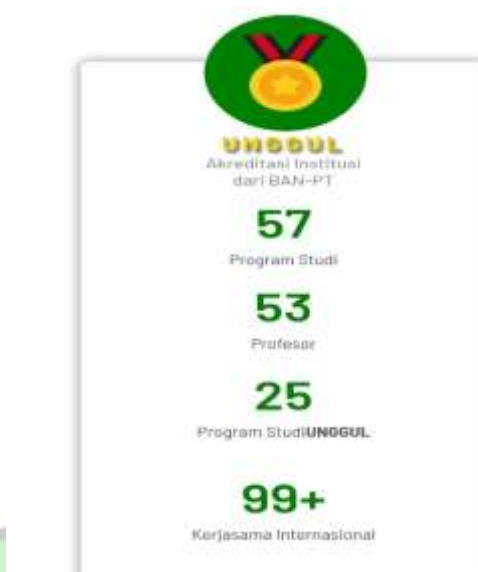 UNGGUL
Akreditasi Institusi
dari BAN-PT
57
Program Studi
53
Profesor
25
Program StudiUNGGUL
99+
Kerjasama Internasional